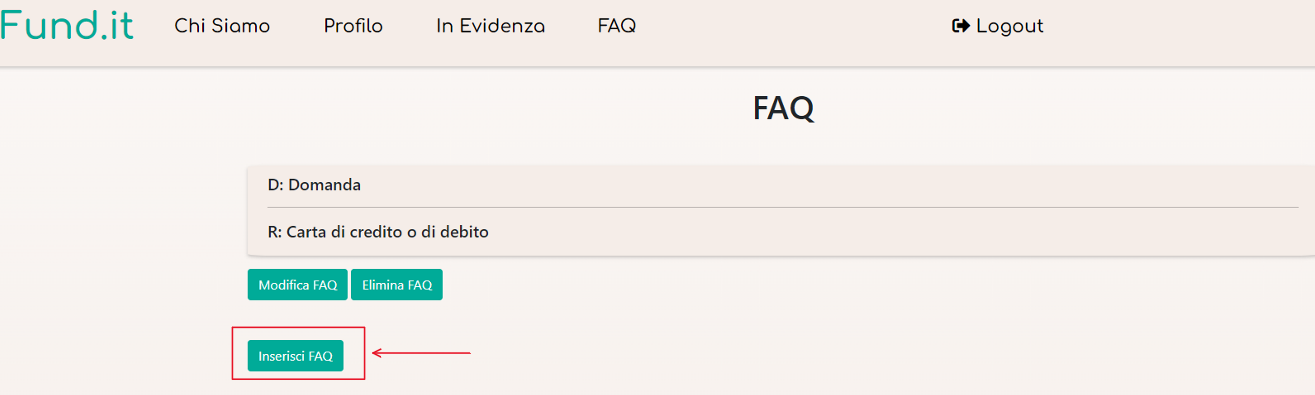 Fund.it Chi Siamo Profilo In Evidenza FAQ Logout
FAQ
D: Domanda
R: Carta di credito o di debito
Modifica FAQ Elimina FAQ
Inserisci FAQ